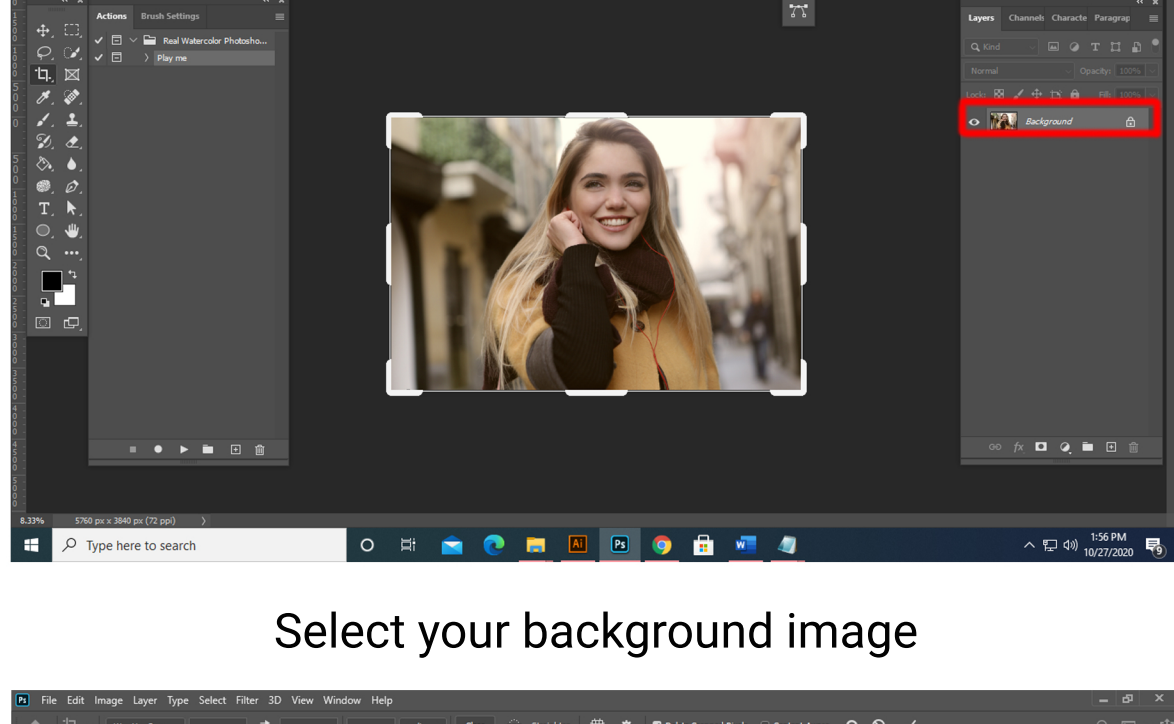 Actions Brush Settings
Real Watercolor Photosho...
Play me
Layers Channels Characte Paragrap
Kind
Normal Opacity: 100%
Lock: Fill: 100%
Background
8.33% 5760 px x 3840 px (72 ppi)
Type here to search
Ai Ps W
1:56 PM
10/27/2020
9
Select your background image
Ps File Edit Image Layer Type Select Filter 3D View Window Help